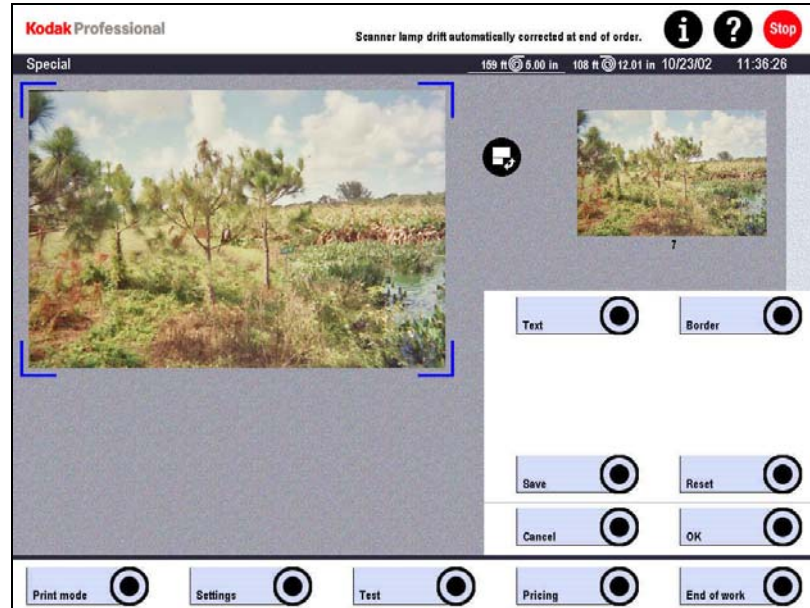 Kodak Professional
Scanner lamp drift automatically corrected at end of order.
i
?
Stop
Special
159 ft 5.00 in
108 ft 12.01 in
10/23/02
11:36:26
7
Text
Border
Save
Reset
Cancel
OK
Print mode
Settings
Test
Pricing
End of work